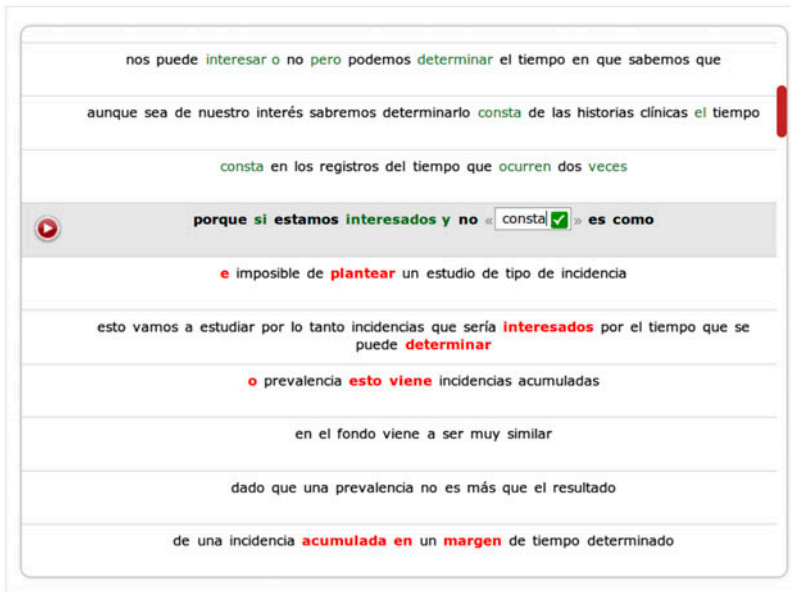 nos puede interesar o no pero podemos determinar el tiempo en que sabemos que
aunque sea de nuestro interés sabremos determinarlo consta de las historias clínicas el tiempo
consta en los registros del tiempo que ocurren dos veces
porque si estamos interesados y no « consta » es como
e imposible de plantear un estudio de tipo de incidencia
esto vamos a estudiar por lo tanto incidencias que sería interesados por el tiempo que se
puede determinar
o prevalencia esto viene incidencias acumuladas
en el fondo viene a ser muy similar
dado que una prevalencia no es más que el resultado
de una incidencia acumulada en un margen de tiempo determinado